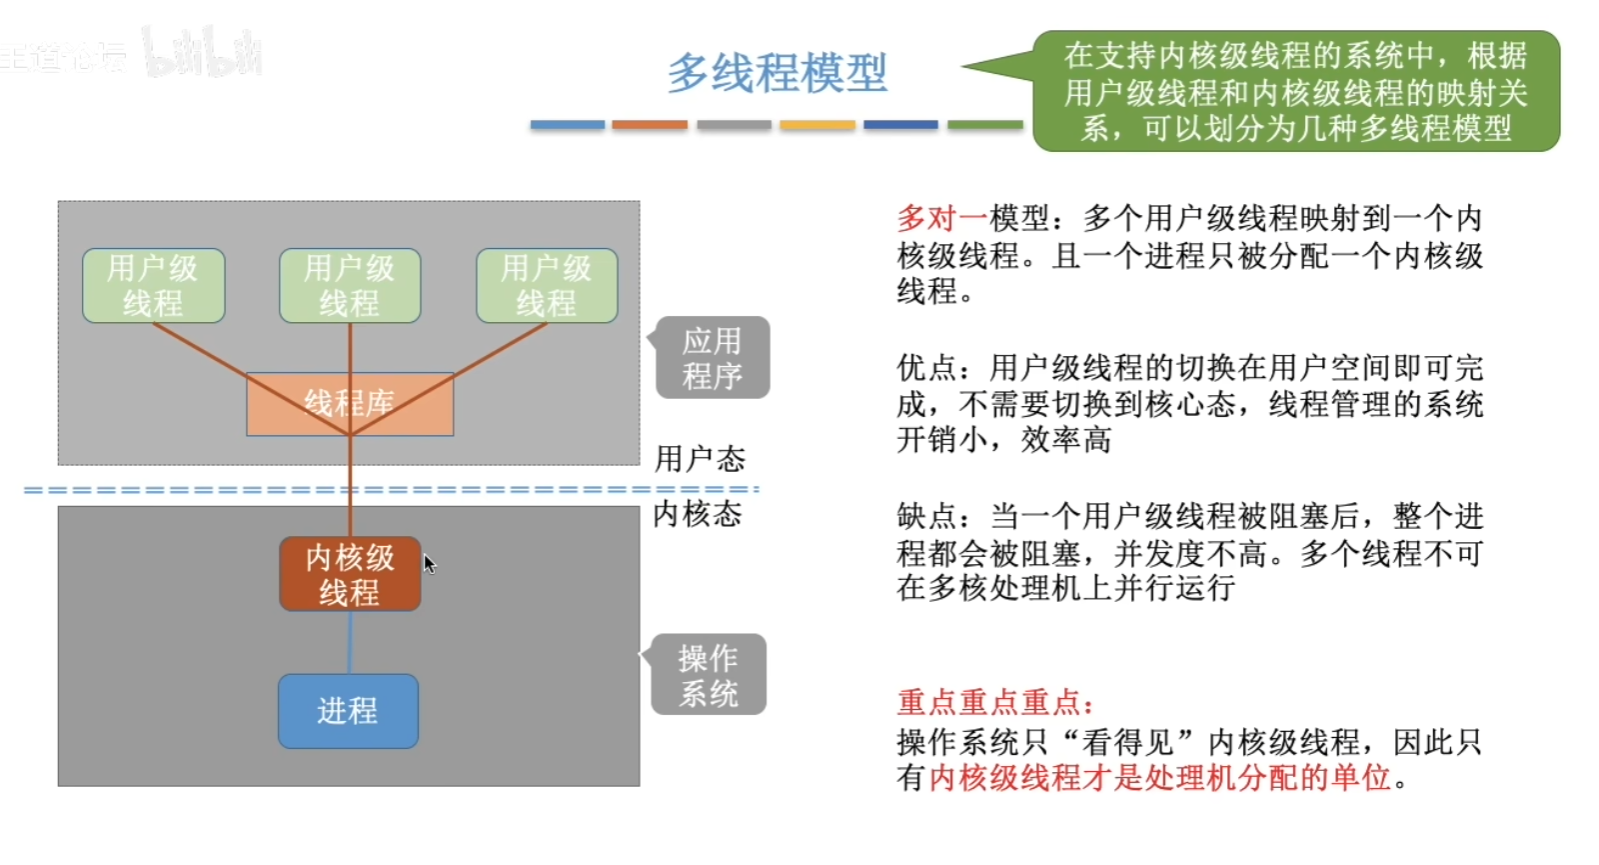 王道论坛 bilibili
多线程模型
在支持内核级线程的系统中，根据
用户级线程和内核级线程的映射关
系，可以划分为几种多线程模型
用户级
线程
用户级
线程
用户级
线程
线程库
应用
程序
用户态
内核态
内核级
线程
进程
操作
系统
多对一模型：多个用户级线程映射到一个内
核级线程。且一个进程只被分配一个内核级
线程。
优点：用户级线程的切换在用户空间即可完
成，不需要切换到核心态，线程管理的系统
开销小，效率高
缺点：当一个用户级线程被阻塞后，整个进
程都会被阻塞，并发度不高。多个线程不可
在多核处理机上并行运行
重点重点重点：
操作系统只“看得见”内核级线程，因此只
有内核级线程才是处理机分配的单位。